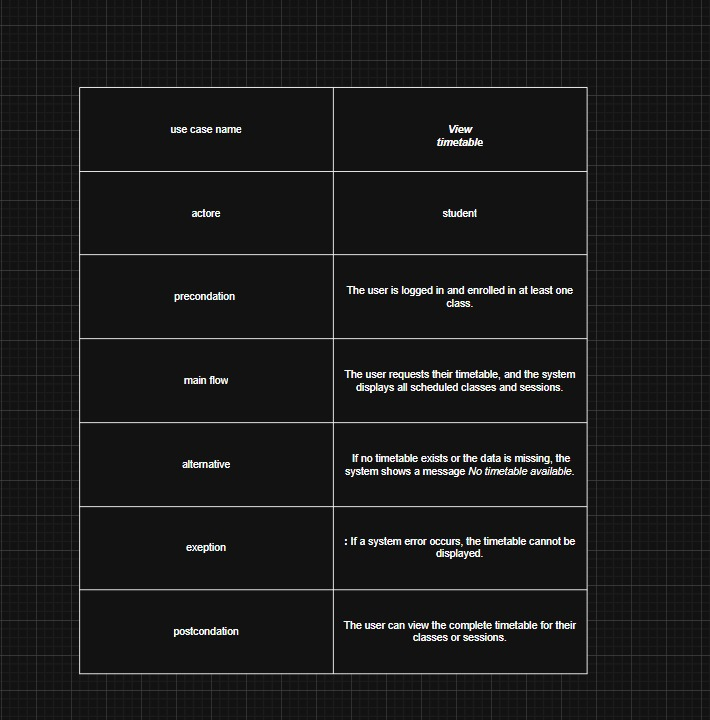 use case name
View
timetable
actore
student
precondation
The user is logged in and enrolled in at least one
class.
main flow
The user requests their timetable, and the system
displays all scheduled classes and sessions.
alternative
If no timetable exists or the data is missing, the
system shows a message No timetable available.
exeption
: If a system error occurs, the timetable cannot be
displayed.
postcondation
The user can view the complete timetable for their
classes or sessions.